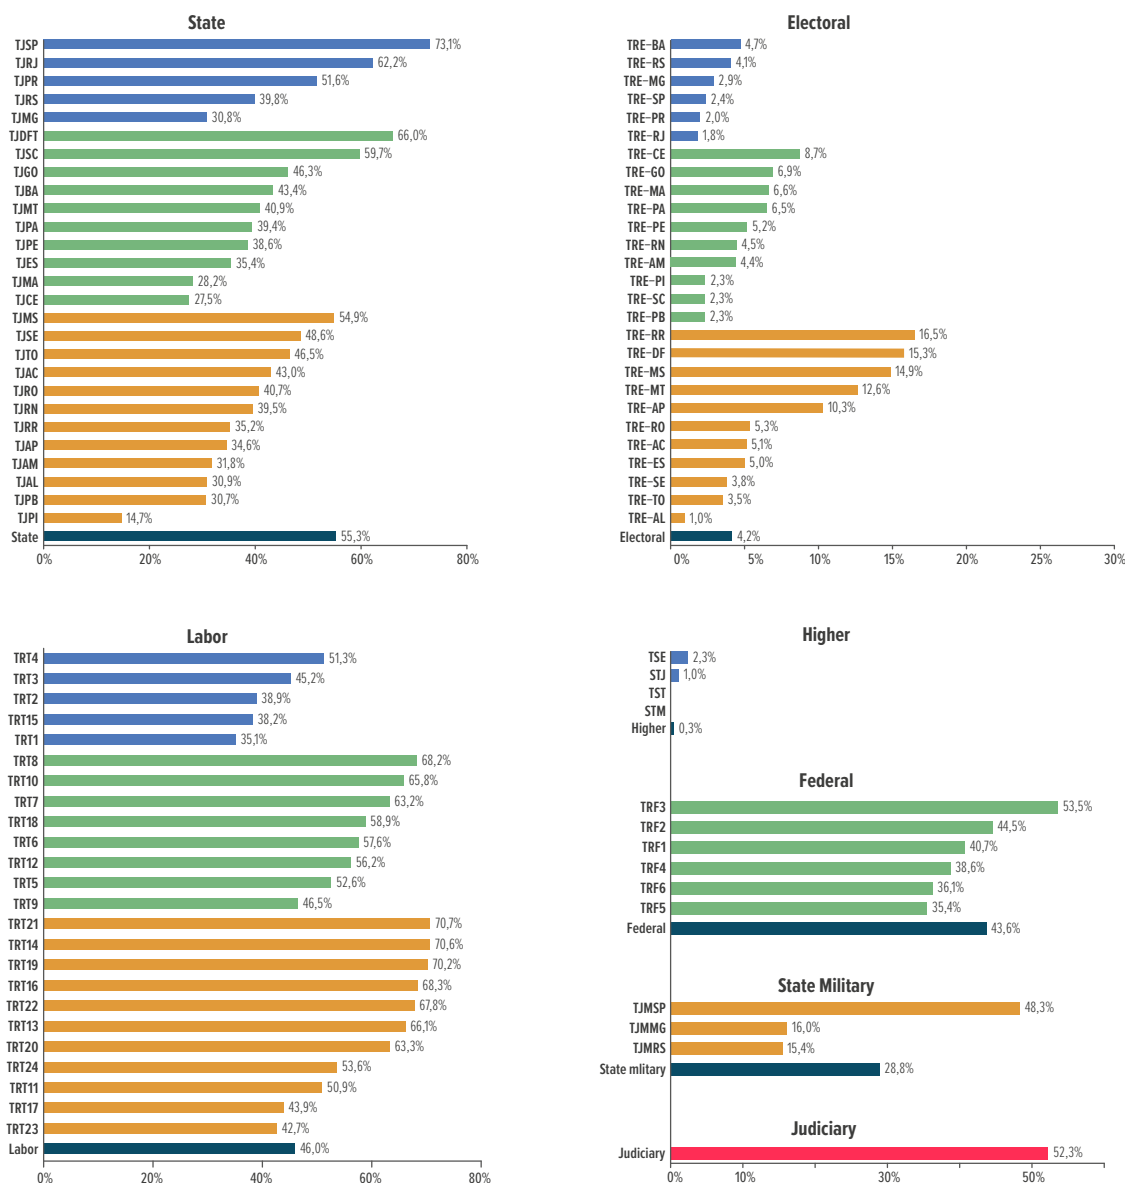 State
TJSP 73,1%
TJRJ 62,2%
TJPR 51,6%
TJRS 39,8%
TJMG 30,8%
TJDFT 66,0%
TJSC 59,7%
TJGO 46,3%
TJBA 43,4%
TJMT 40,9%
TJPA 39,4%
TJPE 38,6%
TJES 35,4%
TJMA 28,2%
TJCE 27,5%
TJMS 54,9%
TJSE 48,6%
TJTO 46,5%
TJAC 43,0%
TJRO 40,7%
TJRN 39,5%
TJRR 35,2%
TJAP 34,6%
TJAM 31,8%
TJAL 30,9%
TJPB 30,7%
TJPI 14,7%
State 55,3%
0% 20% 40% 60% 80%
Electoral
TRE-BA 4,7%
TRE-RS 4,1%
TRE-MG 2,9%
TRE-SP 2,4%
TRE-PR 2,0%
TRE-RJ 1,8%
TRE-CE 8,7%
TRE-GO 6,9%
TRE-MA 6,6%
TRE-PA 6,5%
TRE-PE 5,2%
TRE-RN 4,5%
TRE-AM 4,4%
TRE-PI 2,3%
TRE-SC 2,3%
TRE-PB 2,3%
TRE-RR 16,5%
TRE-DF 15,3%
TRE-MS 14,9%
TRE-MT 12,6%
TRE-AP 10,3%
TRE-RO 5,3%
TRE-AC 5,1%
TRE-ES 5,0%
TRE-SE 3,8%
TRE-TO 3,5%
TRE-AL 1,0%
Electoral 4,2%
0% 5% 10% 15% 20% 25% 30%
Labor
TRT4 51,3%
TRT3 45,2%
TRT2 38,9%
TRT15 38,2%
TRT1 35,1%
TRT8 68,2%
TRT10 65,8%
TRT7 63,2%
TRT18 58,9%
TRT6 57,6%
TRT12 56,2%
TRT5 52,6%
TRT9 46,5%
TRT21 70,7%
TRT14 70,6%
TRT19 70,2%
TRT16 68,3%
TRT22 67,8%
TRT13 66,1%
TRT20 63,3%
TRT24 53,6%
TRT11 50,9%
TRT17 43,9%
TRT23 42,7%
Labor 46,0%
0% 20% 40% 60% 80%
Higher
TSE 2,3%
STJ 1,0%
TST
STM
Higher 0,3%
Federal
TRF3 53,5%
TRF2 44,5%
TRF1 40,7%
TRF4 38,6%
TRF6 36,1%
TRF5 35,4%
Federal 43,6%
State Military
TJMSP 48,3%
TJMMG 16,0%
TJMRS 15,4%
State mlitary 28,8%
Judiciary
Judiciary 52,3%
0% 10% 30% 50%